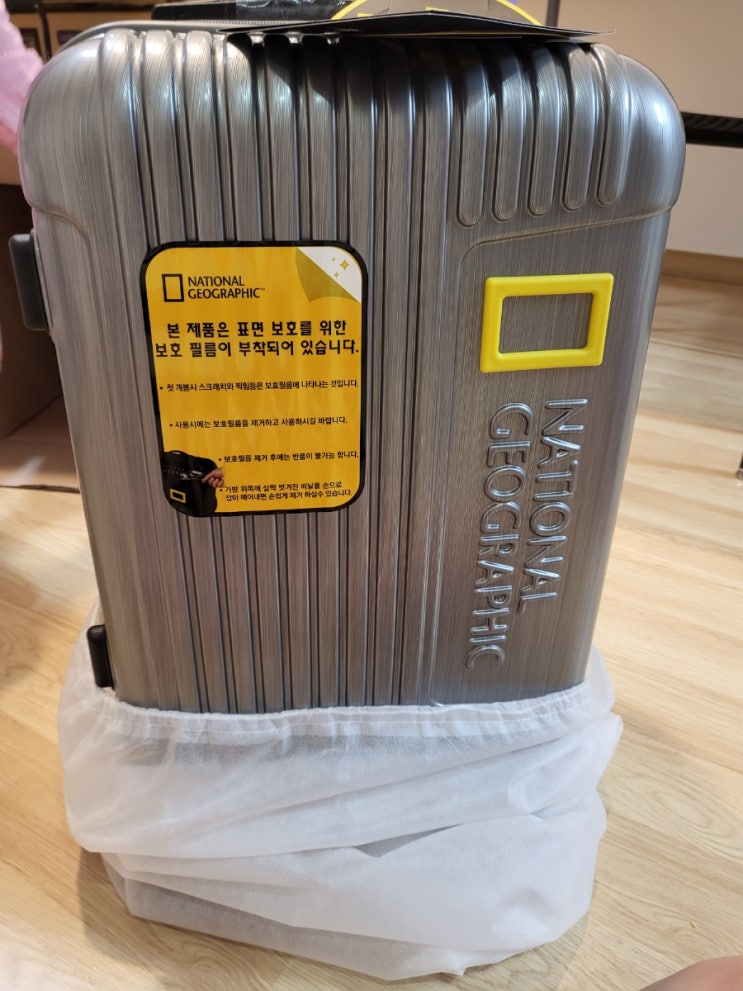 NATIONAL
GEOGRAPHIC™
본 제품은 표면 보호를 위한
보호 필름이 부착되어 있습니다.
• 첫 개봉시 스크래치와 찍힘등은 보호필름에 나타나는 것입니다.
• 사용시에는 보호필름을 제거하고 사용하시길 바랍니다.
• 보호필름 제거 후에는 반품이 불가능 합니다.
• 가방 위쪽에 살짝 벗겨진 비닐을 손으로
잡아 떼어내면 손쉽게 제거 하실수 있습니다.
NATIONAL
GEOGRAPHIC